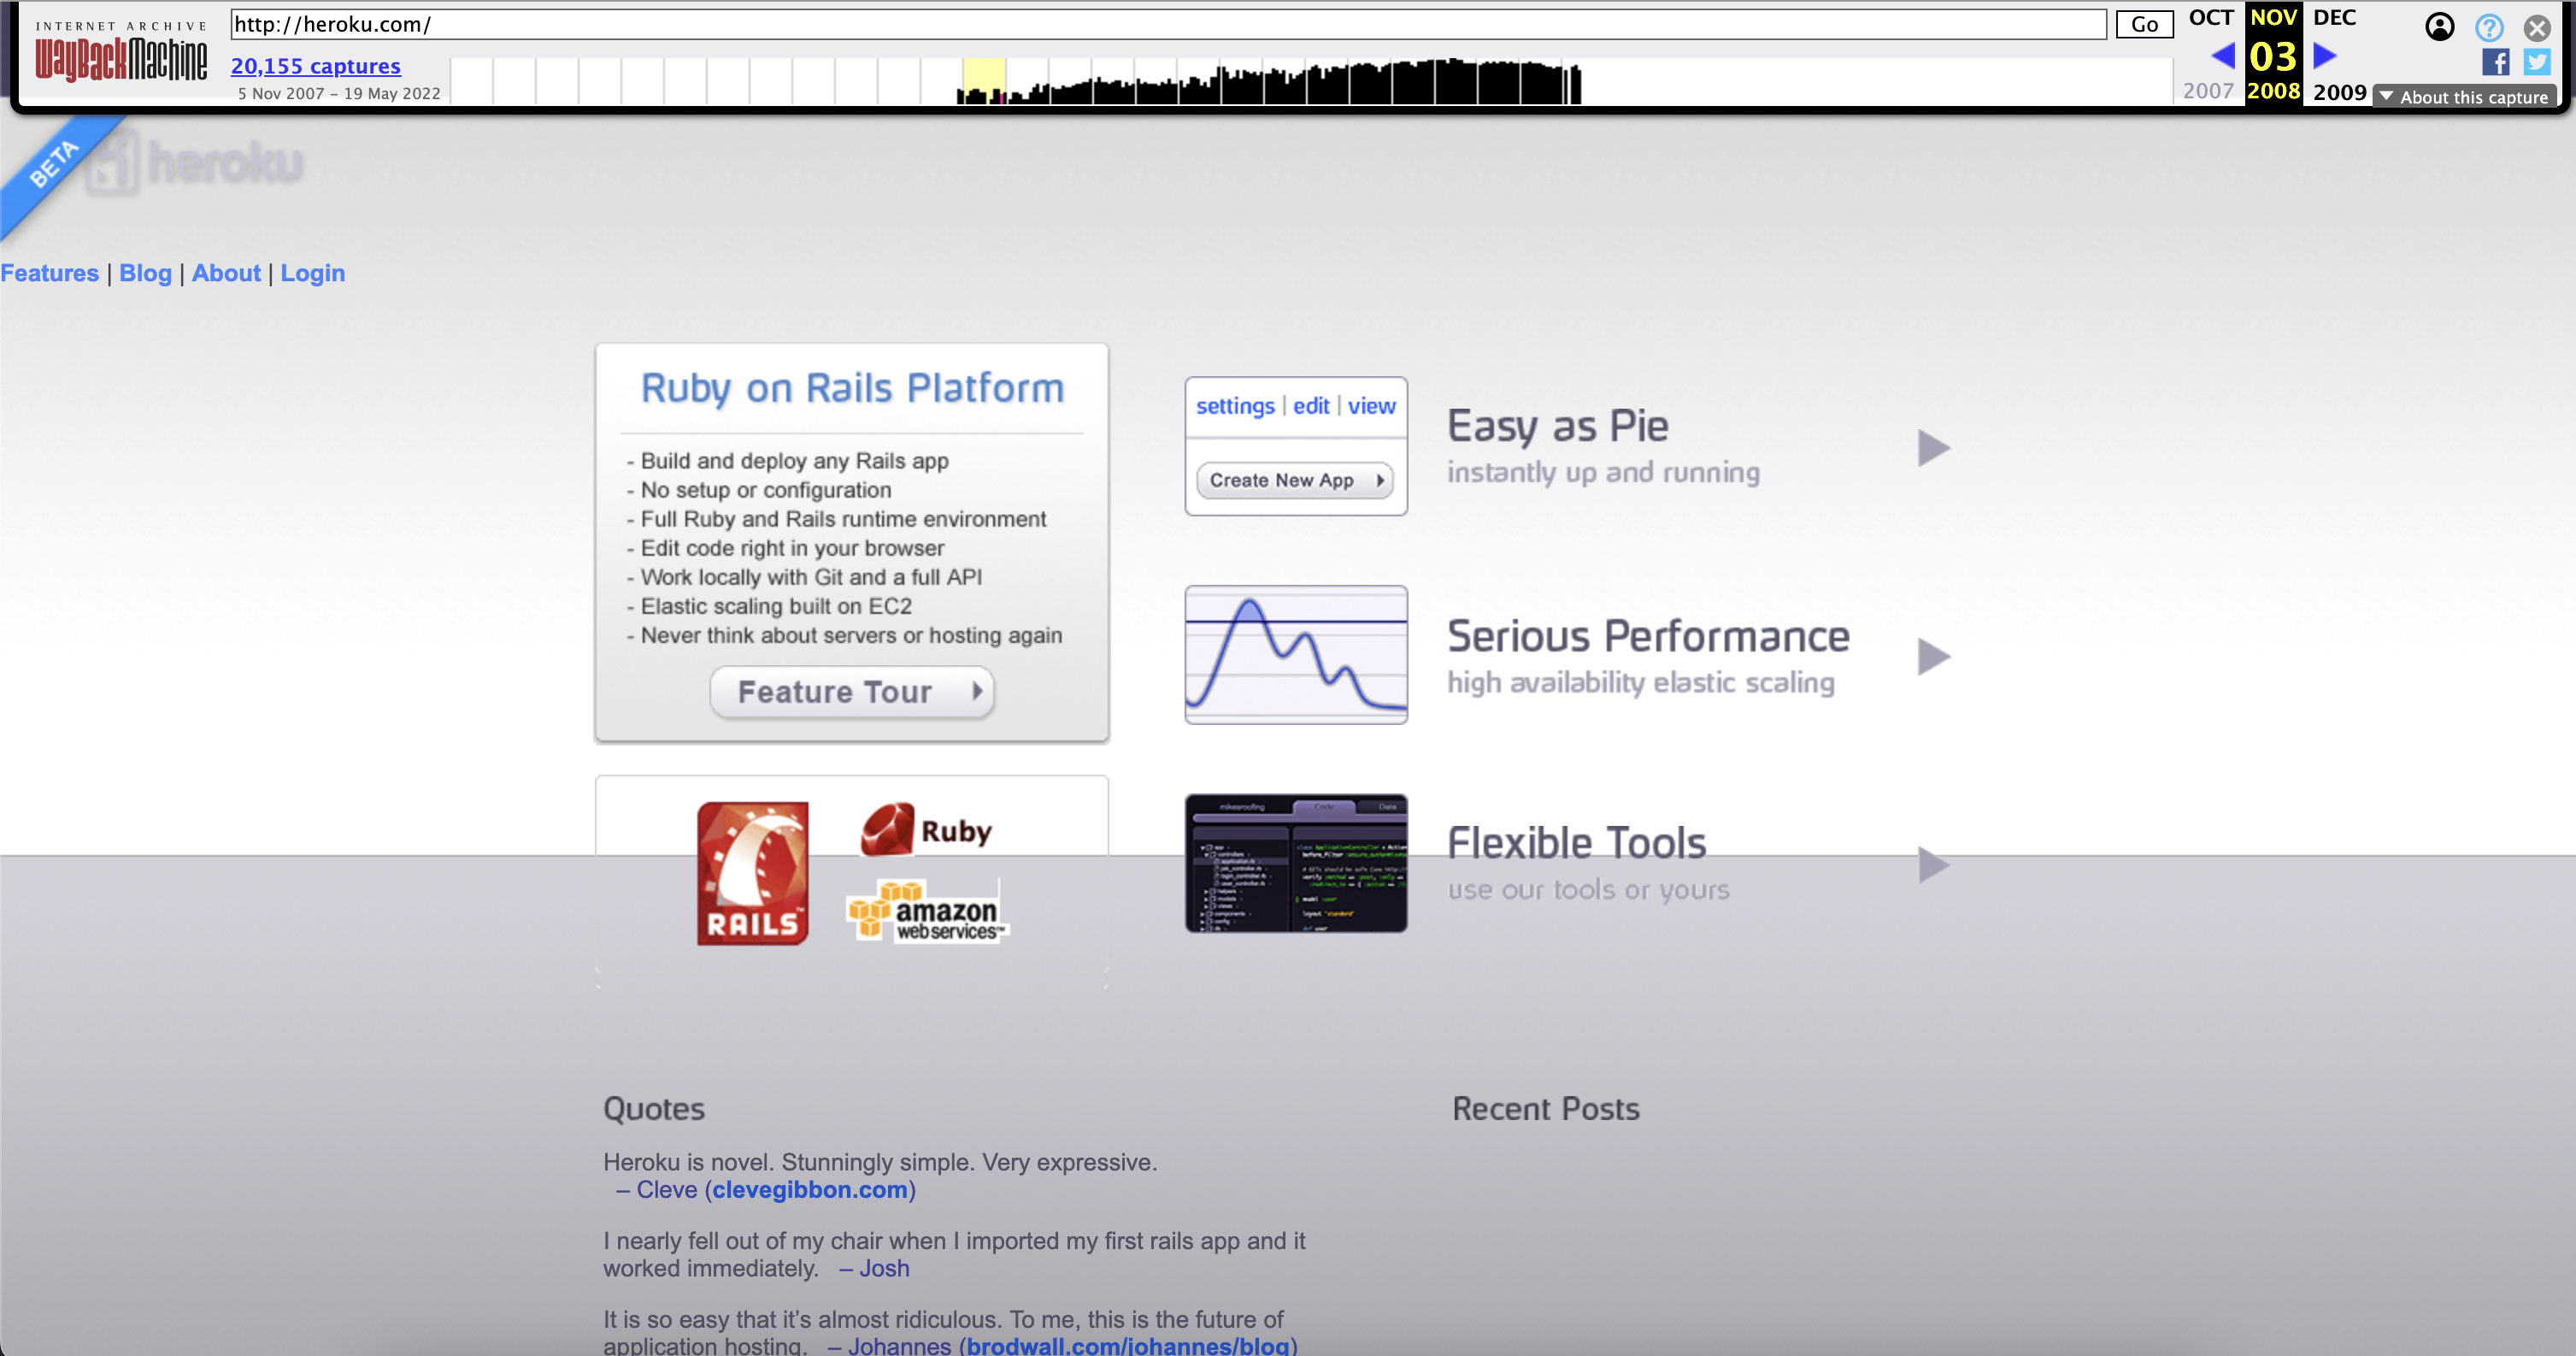 INTERNET ARCHIVE
WayBackMachine
http://heroku.com/
Go
20,155 captures
5 Nov 2007 – 19 May 2022
OCT NOV DEC
03
2007 2008 2009
About this capture
BETA
heroku
Features | Blog | About | Login
Ruby on Rails Platform
- Build and deploy any Rails app
- No setup or configuration
- Full Ruby and Rails runtime environment
- Edit code right in your browser
- Work locally with Git and a full API
- Elastic scaling built on EC2
- Never think about servers or hosting again
Feature Tour
settings | edit | view
Create New App
Easy as Pie
instantly up and running
Serious Performance
high availability elastic scaling
RAILS™
Ruby
amazon
webservices™
mikesroofing Code Data
Flexible Tools
use our tools or yours
Quotes
Heroku is novel. Stunningly simple. Very expressive.
– Cleve (clevegibbon.com)
I nearly fell out of my chair when I imported my first rails app and it
worked immediately. – Josh
It is so easy that it’s almost ridiculous. To me, this is the future of
application hosting. – Johannes (brodwall.com/johannes/blog)
Recent Posts